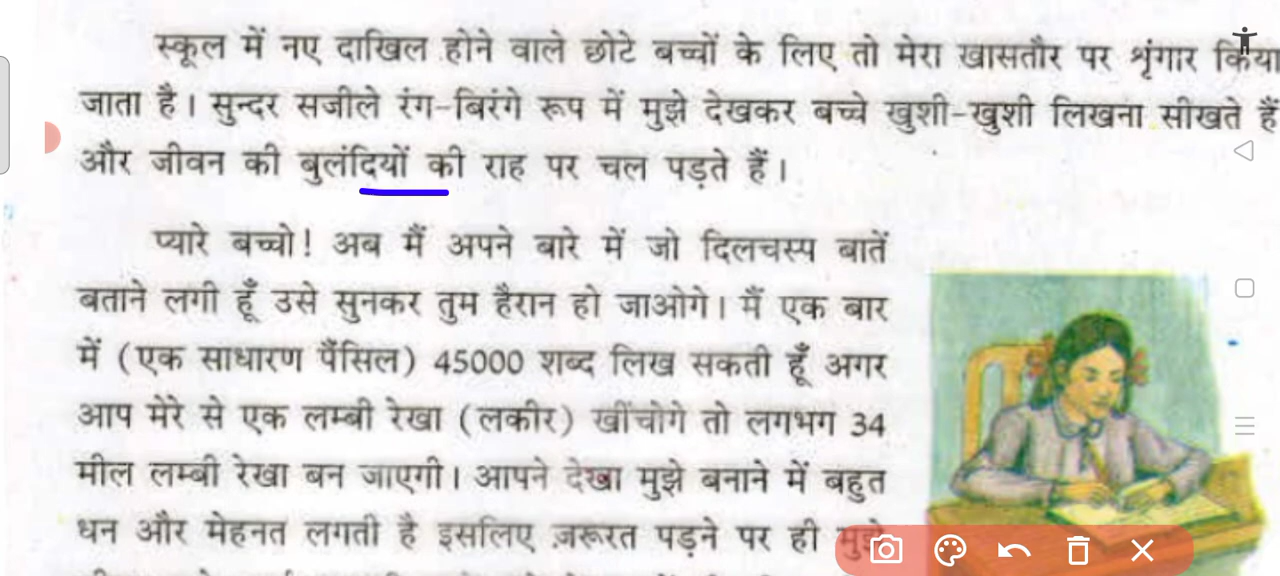 स्कूल में नए दाखिल होने वाले छोटे बच्चों के लिए तो मेरा खासतौर पर शृंगार किया
जाता है। सुन्दर सजीले रंग-बिरंगे रूप में मुझे देखकर बच्चे खुशी-खुशी लिखना सीखते हैं
और जीवन की बुलंदियों की राह पर चल पड़ते हैं।
प्यारे बच्चो! अब मैं अपने बारे में जो दिलचस्प बातें
बताने लगी हूँ उसे सुनकर तुम हैरान हो जाओगे। मैं एक बार
में (एक साधारण पैंसिल) 45000 शब्द लिख सकती हूँ अगर
आप मेरे से एक लम्बी रेखा (लकीर) खींचोगे तो लगभग 34
मील लम्बी रेखा बन जाएगी। आपने देखा मुझे बनाने में बहुत
धन और मेहनत लगती है इसलिए ज़रूरत पड़ने पर ही मुझे